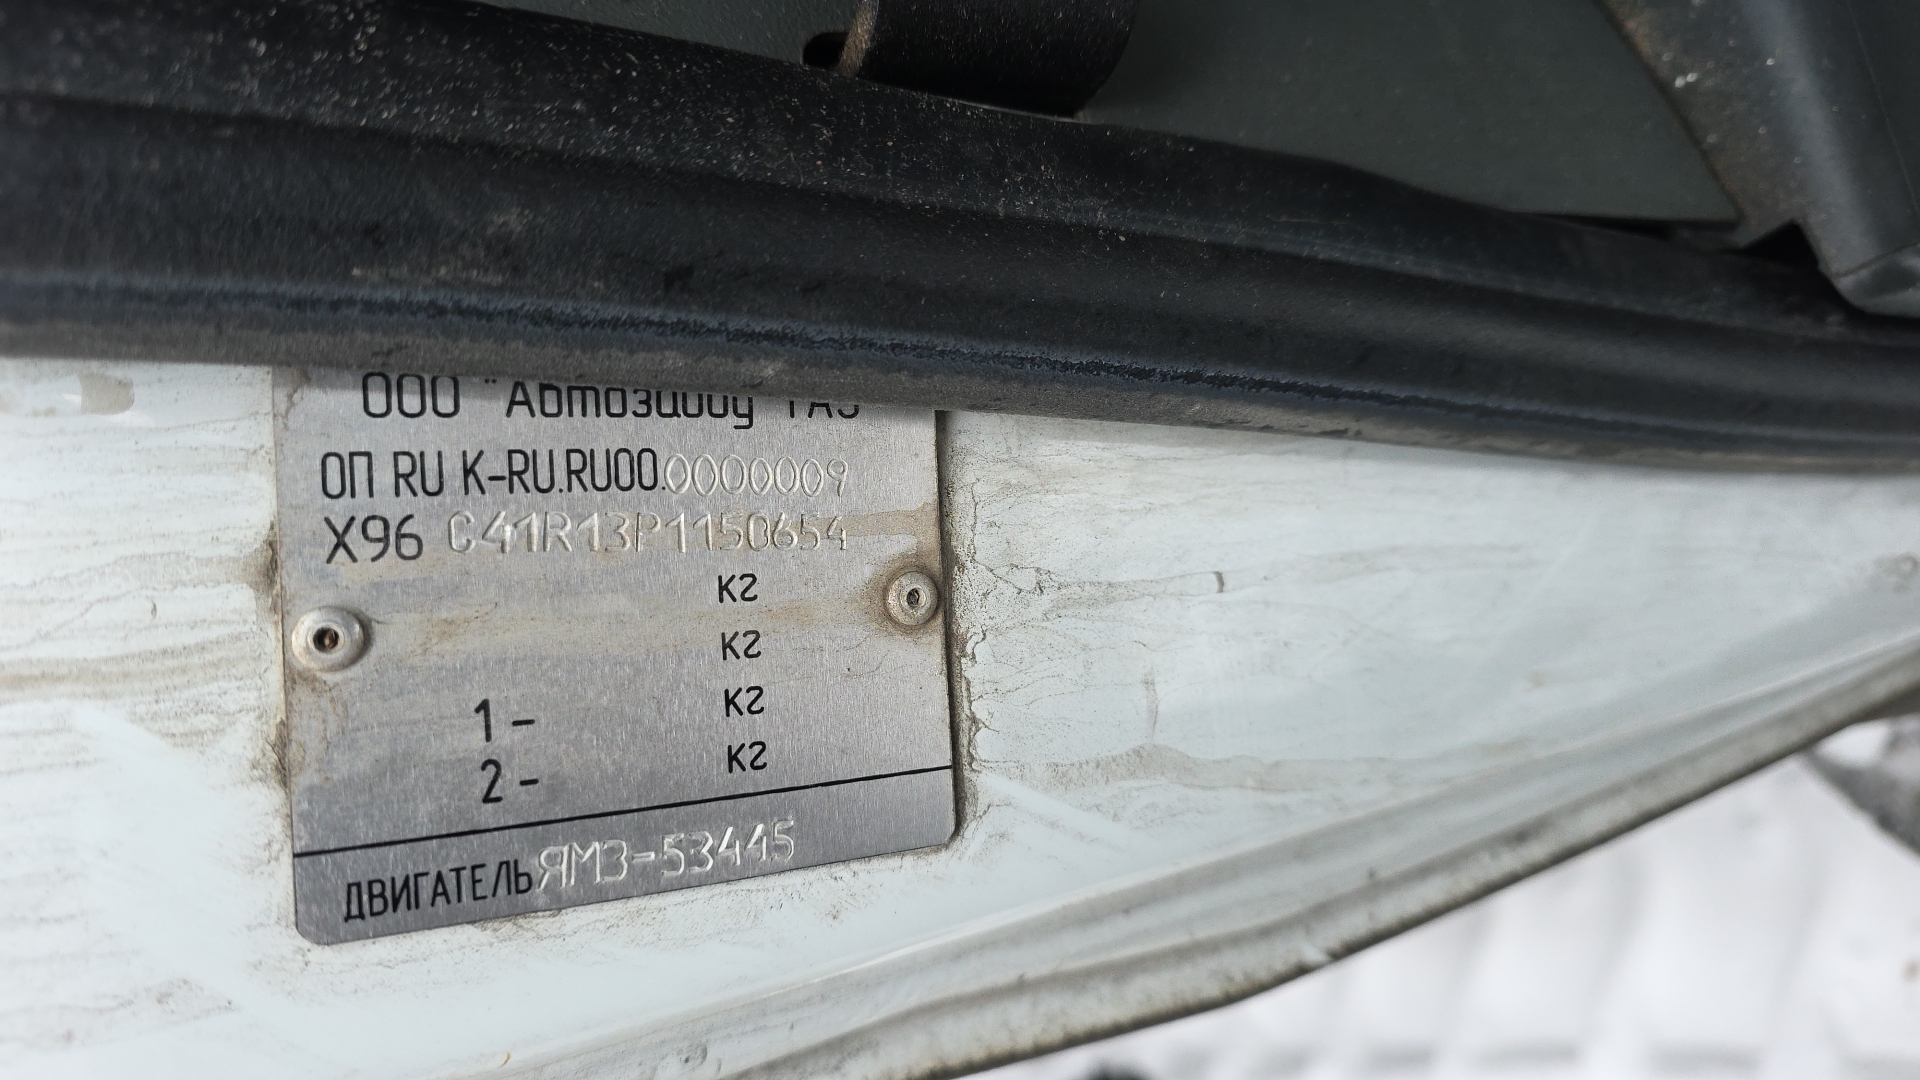 ООО "Автозавод ГАЗ
ОП RU К-RU.RU00.0000009
X96 C41R13P1150654
кг
кг
1 - кг
2 - кг
ДВИГАТЕЛЬ ЯМЗ-53445